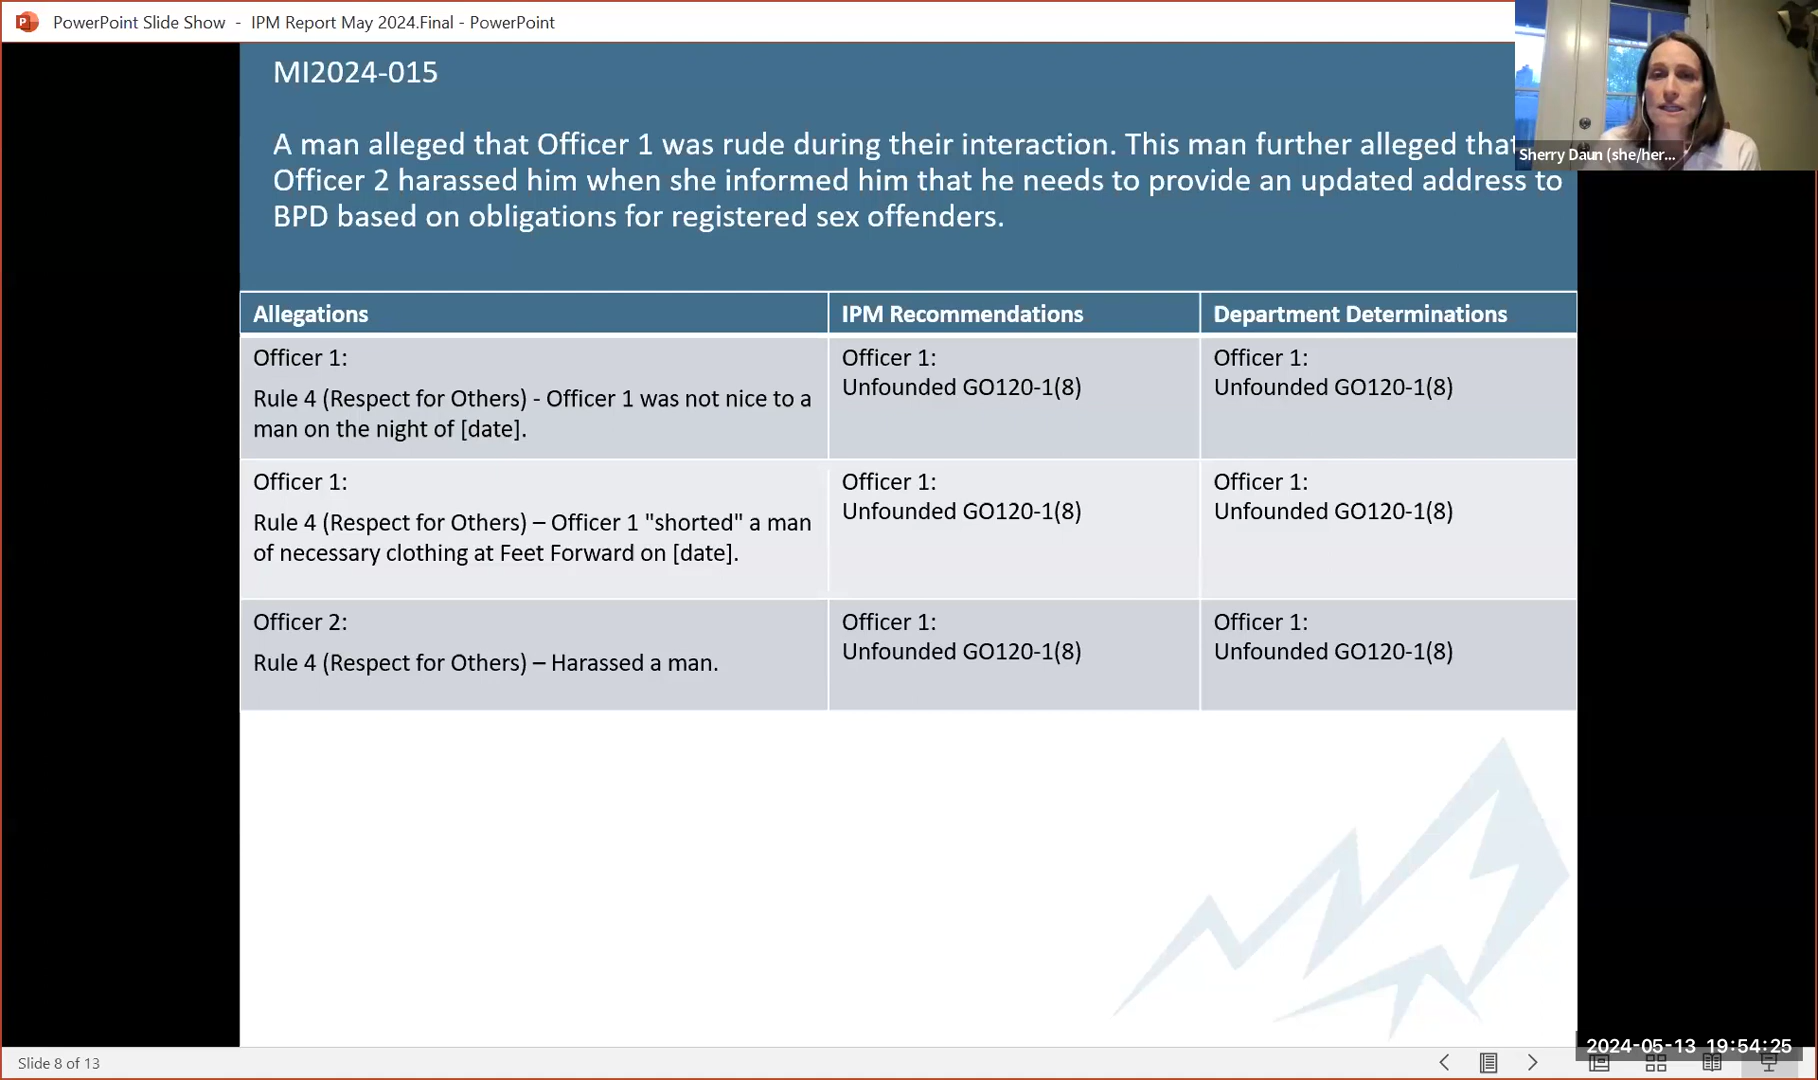 PowerPoint Slide Show - IPM Report May 2024.Final - PowerPoint
MI2024-015
A man alleged that Officer 1 was rude during their interaction. This man further alleged that
Officer 2 harassed him when she informed him that he needs to provide an updated address to
BPD based on obligations for registered sex offenders.
Sherry Daun (she/her...
Allegations
IPM Recommendations
Department Determinations
Officer 1:
Rule 4 (Respect for Others) - Officer 1 was not nice to a
man on the night of [date].
Officer 1:
Unfounded GO120-1(8)
Officer 1:
Unfounded GO120-1(8)
Officer 1:
Rule 4 (Respect for Others) – Officer 1 "shorted" a man
of necessary clothing at Feet Forward on [date].
Officer 1:
Unfounded GO120-1(8)
Officer 1:
Unfounded GO120-1(8)
Officer 2:
Rule 4 (Respect for Others) – Harassed a man.
Officer 1:
Unfounded GO120-1(8)
Officer 1:
Unfounded GO120-1(8)
Slide 8 of 13
2024-05-13 19:54:25